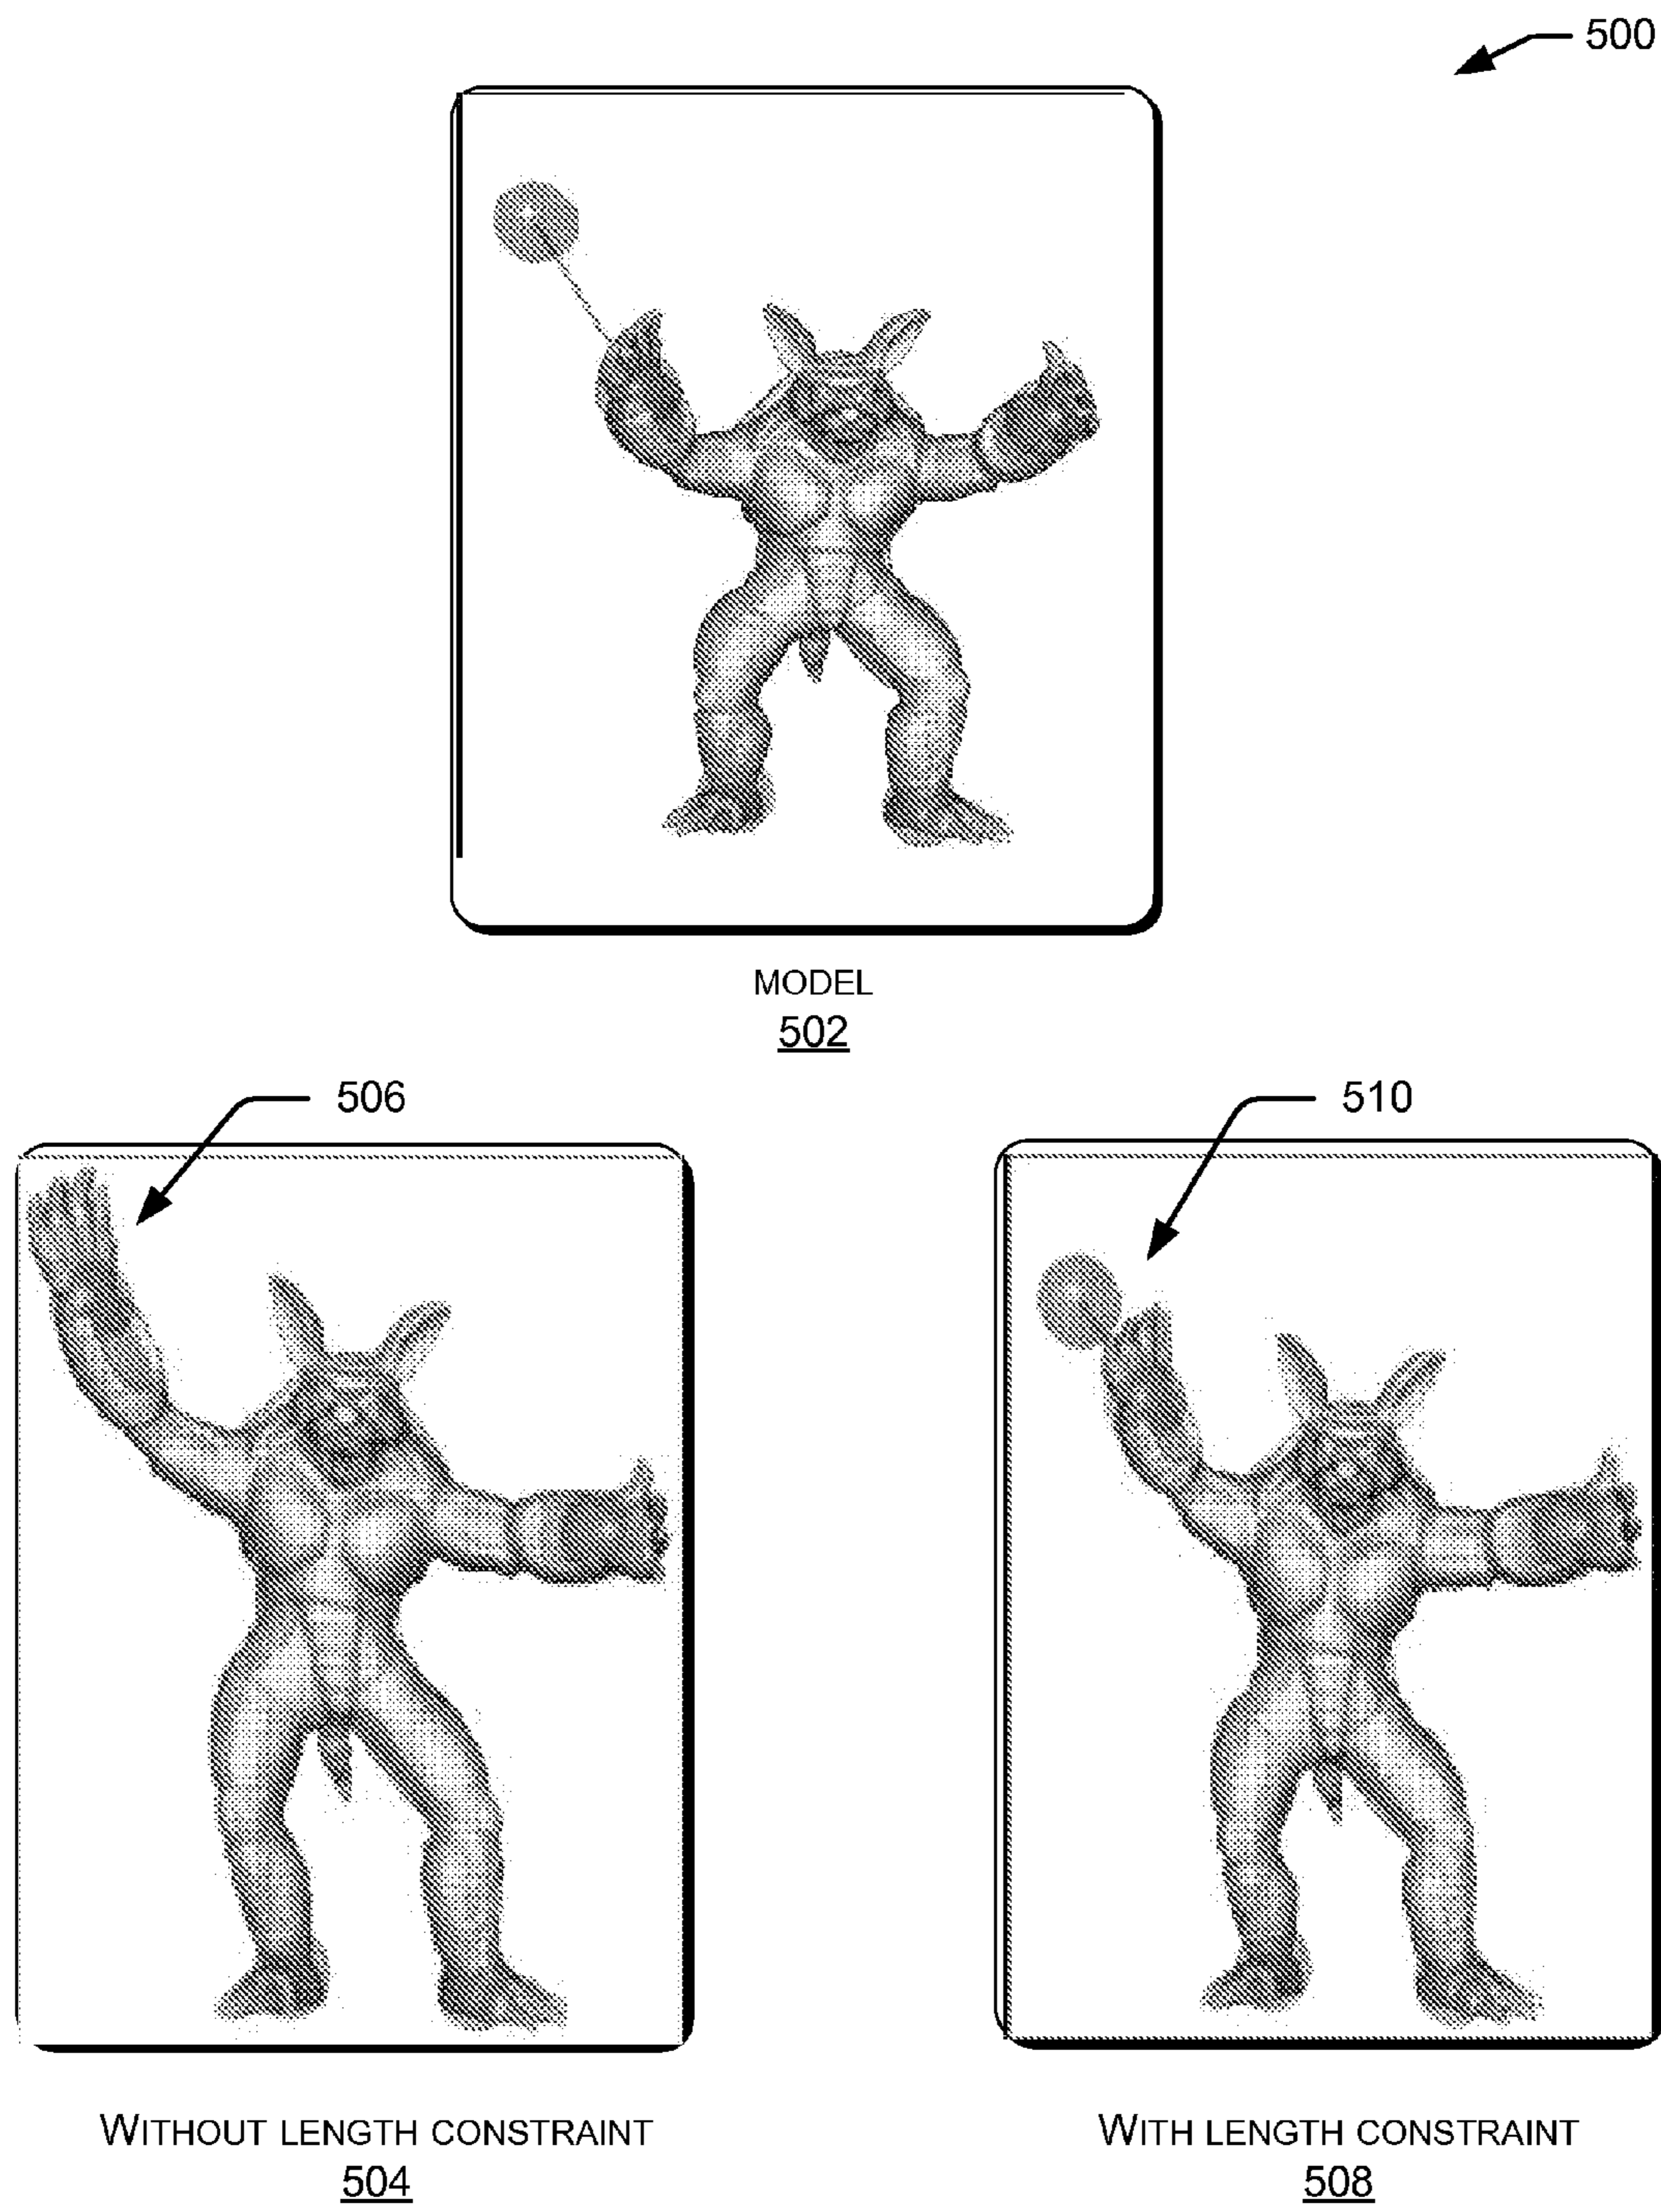 500
MODEL
502
506
510
WITHOUT LENGTH CONSTRAINT
504
WITH LENGTH CONSTRAINT
508